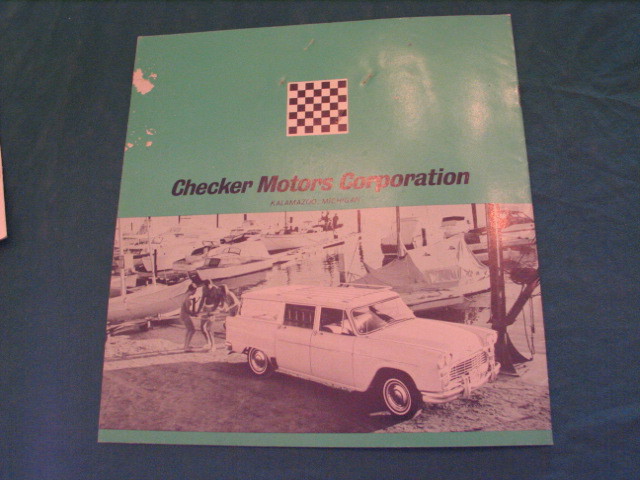 Checker Motors Corporation
KALAMAZOO, MICHIGAN